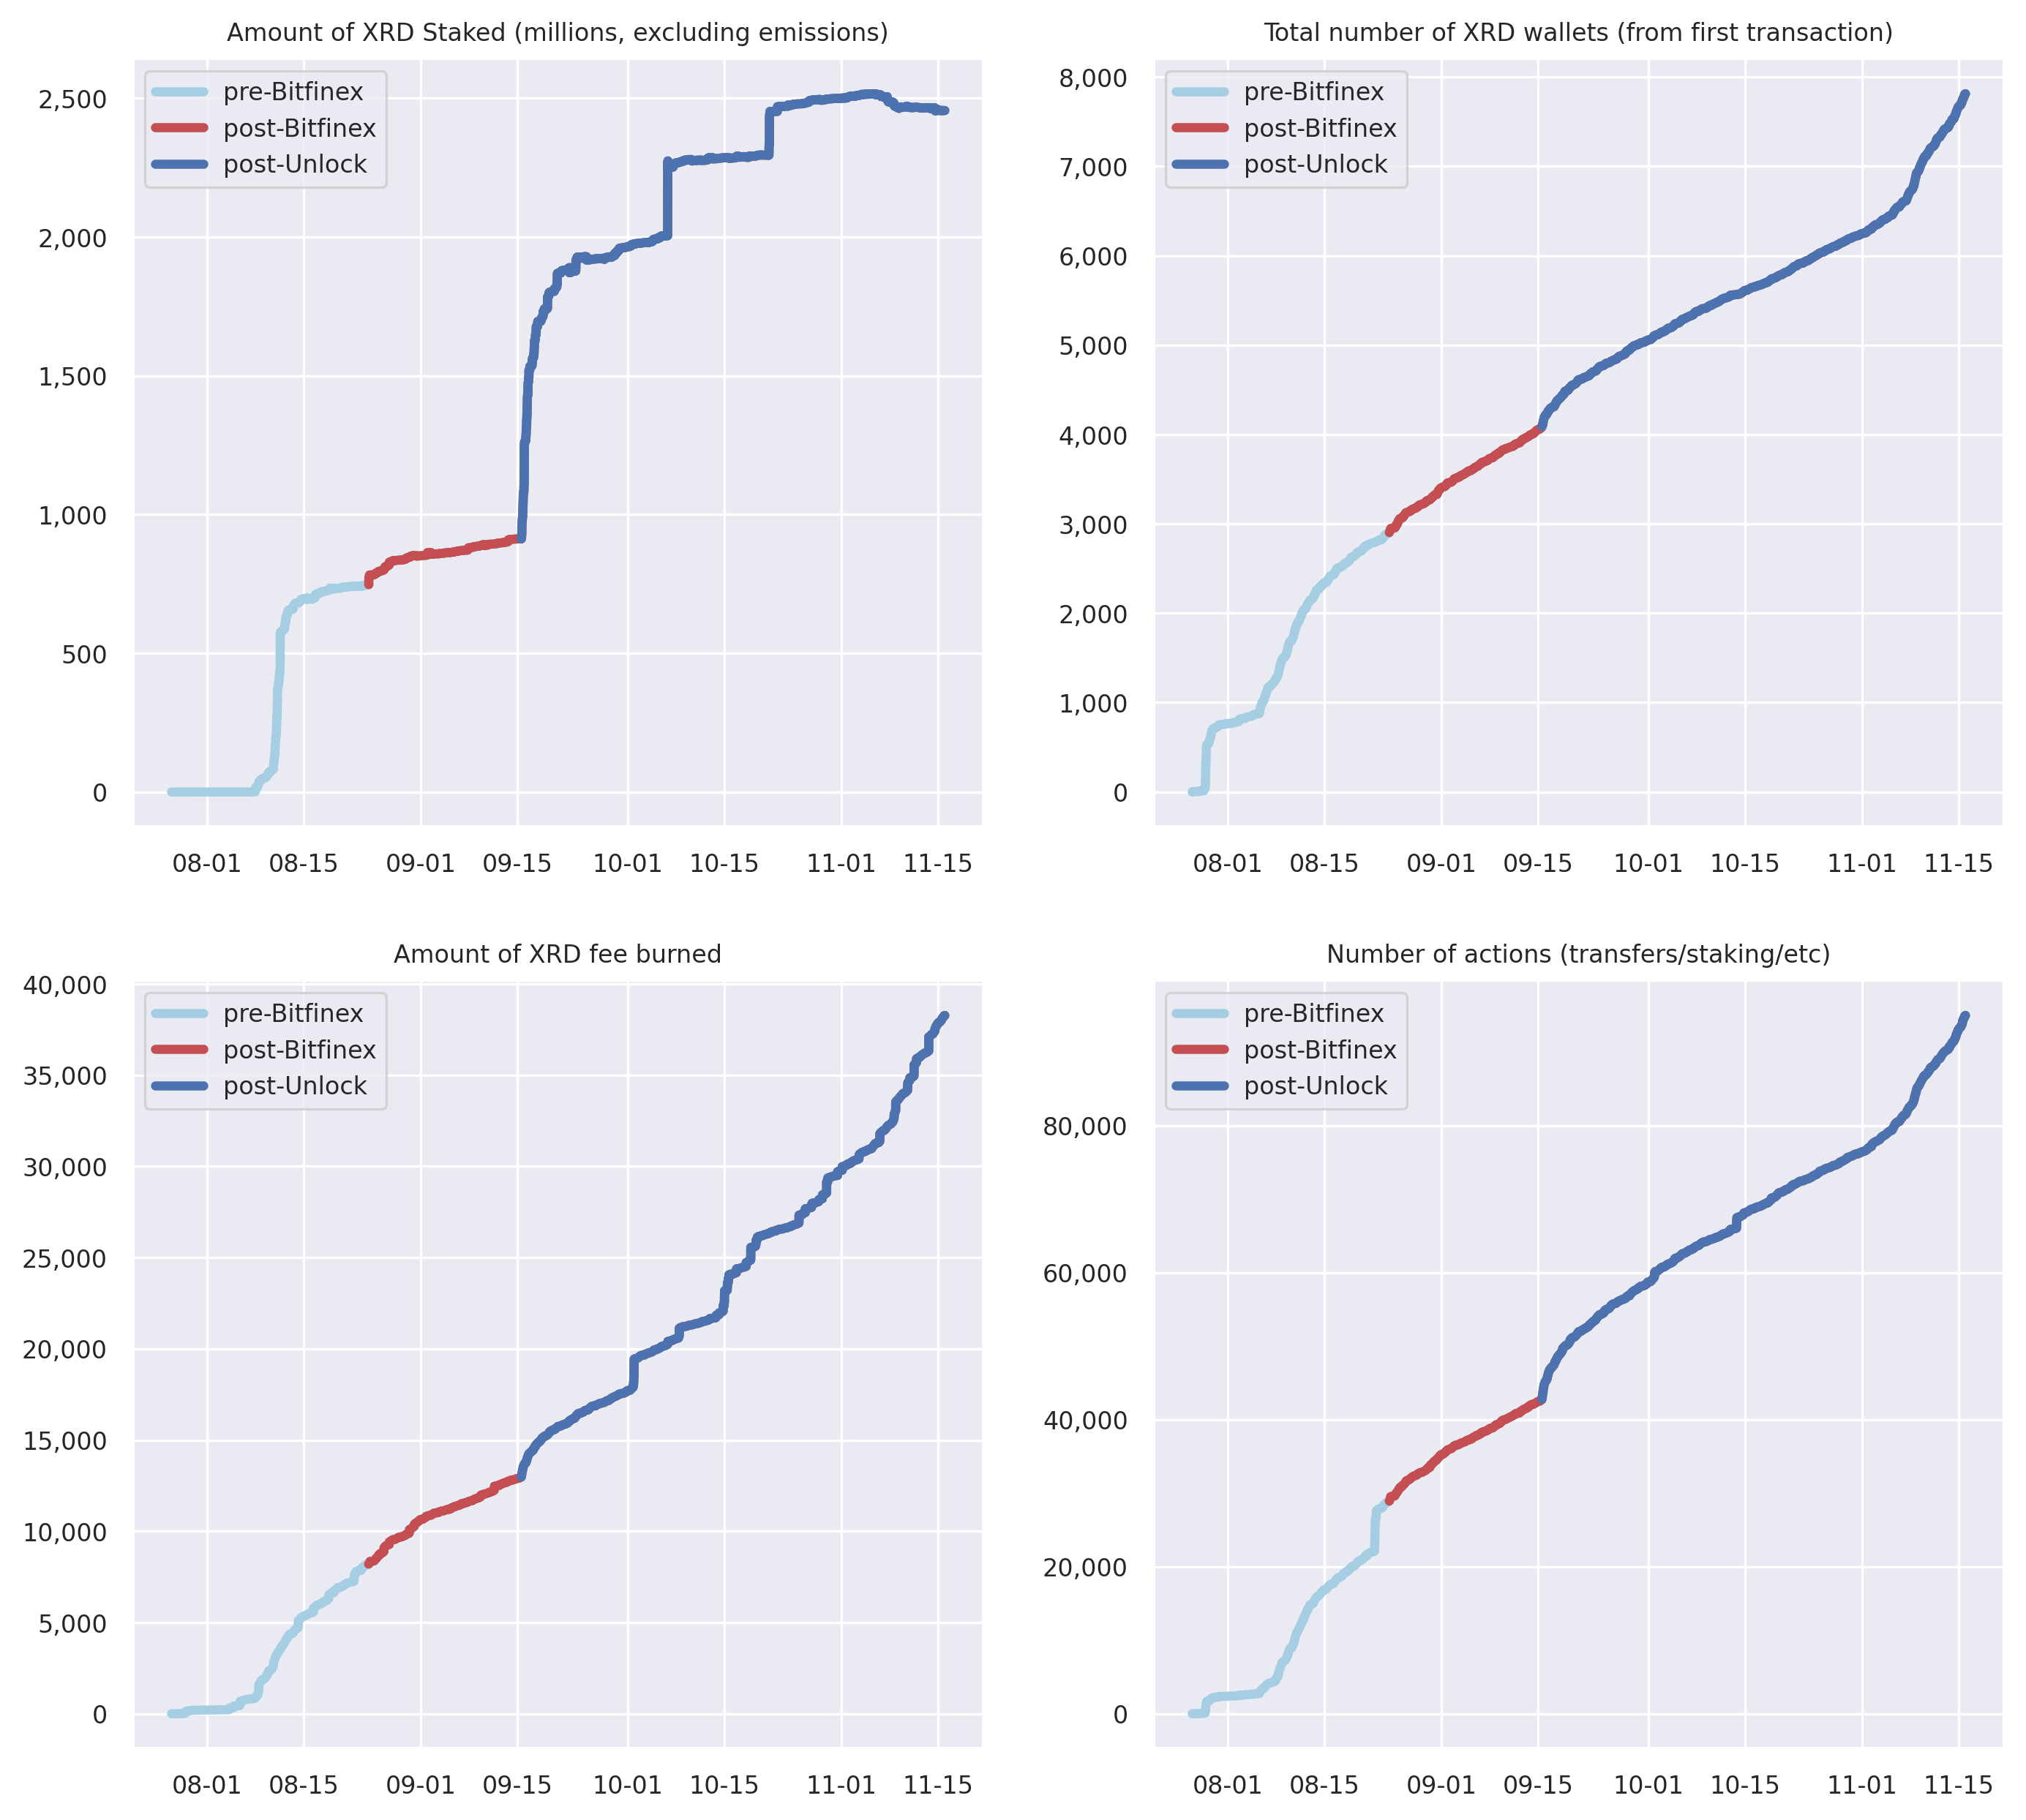 Amount of XRD Staked (millions, excluding emissions)
pre-Bitfinex
post-Bitfinex
post-Unlock
2,500
2,000
1,500
1,000
500
0
08-01 08-15 09-01 09-15 10-01 10-15 11-01 11-15
Total number of XRD wallets (from first transaction)
pre-Bitfinex
post-Bitfinex
post-Unlock
8,000
7,000
6,000
5,000
4,000
3,000
2,000
1,000
0
08-01 08-15 09-01 09-15 10-01 10-15 11-01 11-15
Amount of XRD fee burned
pre-Bitfinex
post-Bitfinex
post-Unlock
40,000
35,000
30,000
25,000
20,000
15,000
10,000
5,000
0
08-01 08-15 09-01 09-15 10-01 10-15 11-01 11-15
Number of actions (transfers/staking/etc)
pre-Bitfinex
post-Bitfinex
post-Unlock
80,000
60,000
40,000
20,000
0
08-01 08-15 09-01 09-15 10-01 10-15 11-01 11-15